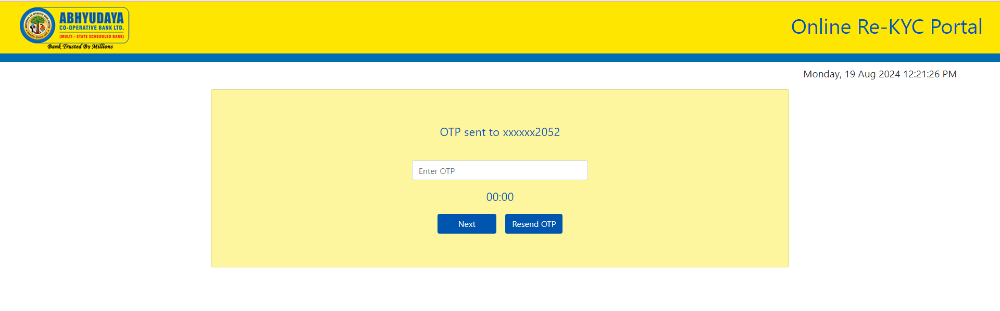 ABHYUDAYA
CO-OPERATIVE BANK LTD.
(MULTI - STATE SCHEDULED BANK)
Bank Trusted By Millions
Online Re-KYC Portal
Monday, 19 Aug 2024 12:21:26 PM
OTP sent to xxxxxx2052
Enter OTP
00:00
Next Resend OTP